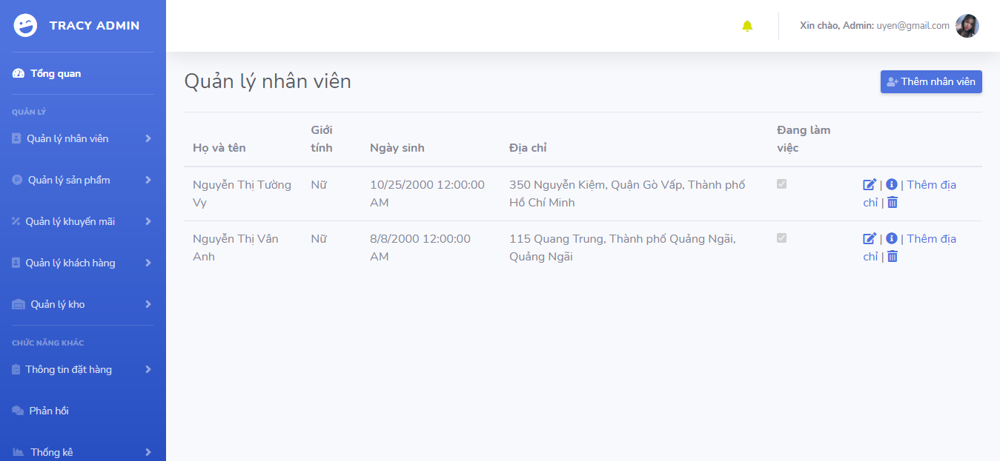 TRACY ADMIN
Tổng quan
QUẢN LÝ
Quản lý nhân viên
Quản lý sản phẩm
Quản lý khuyến mãi
Quản lý khách hàng
Quản lý kho
CHỨC NĂNG KHÁC
Thông tin đặt hàng
Phản hồi
Thống kê
Xin chào, Admin: uyen@gmail.com
Quản lý nhân viên
Thêm nhân viên
Họ và tên
Giới
tính
Ngày sinh
Địa chỉ
Đang làm
việc
Nguyễn Thị Tường
Vy
Nữ
10/25/2000 12:00:00
AM
350 Nguyễn Kiệm, Quận Gò Vấp, Thành phố
Hồ Chí Minh
| | Thêm địa
chỉ |
Nguyễn Thị Vân
Anh
Nữ
8/8/2000 12:00:00
AM
115 Quang Trung, Thành phố Quảng Ngãi,
Quảng Ngãi
| | Thêm địa
chỉ |